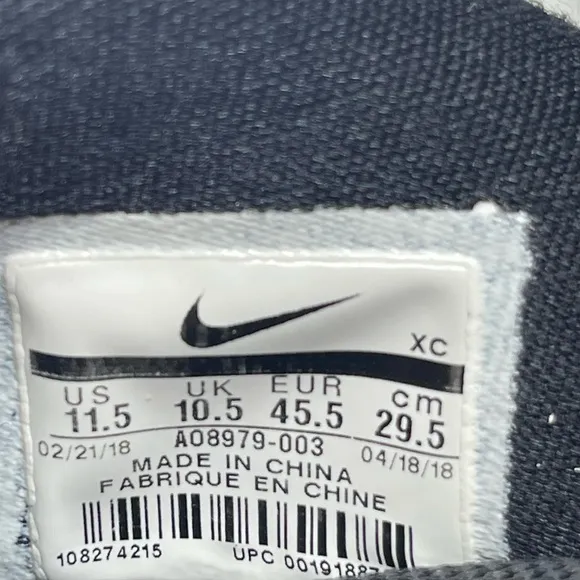 XC
US UK EUR cm
11.5 10.5 45.5 29.5
02/21/18 AO8979-003 04/18/18
MADE IN CHINA
FABRIQUE EN CHINE
108274215 UPC 00191887